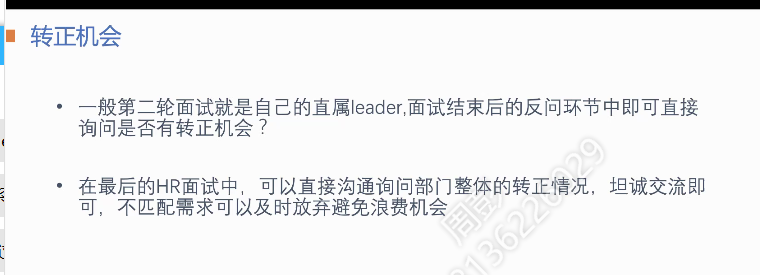 转正机会
• 一般第二轮面试就是自己的直属leader,面试结束后的反问环节中即可直接
询问是否有转正机会？
• 在最后的HR面试中，可以直接沟通询问部门整体的转正情况，坦诚交流即
可，不匹配需求可以及时放弃避免浪费机会